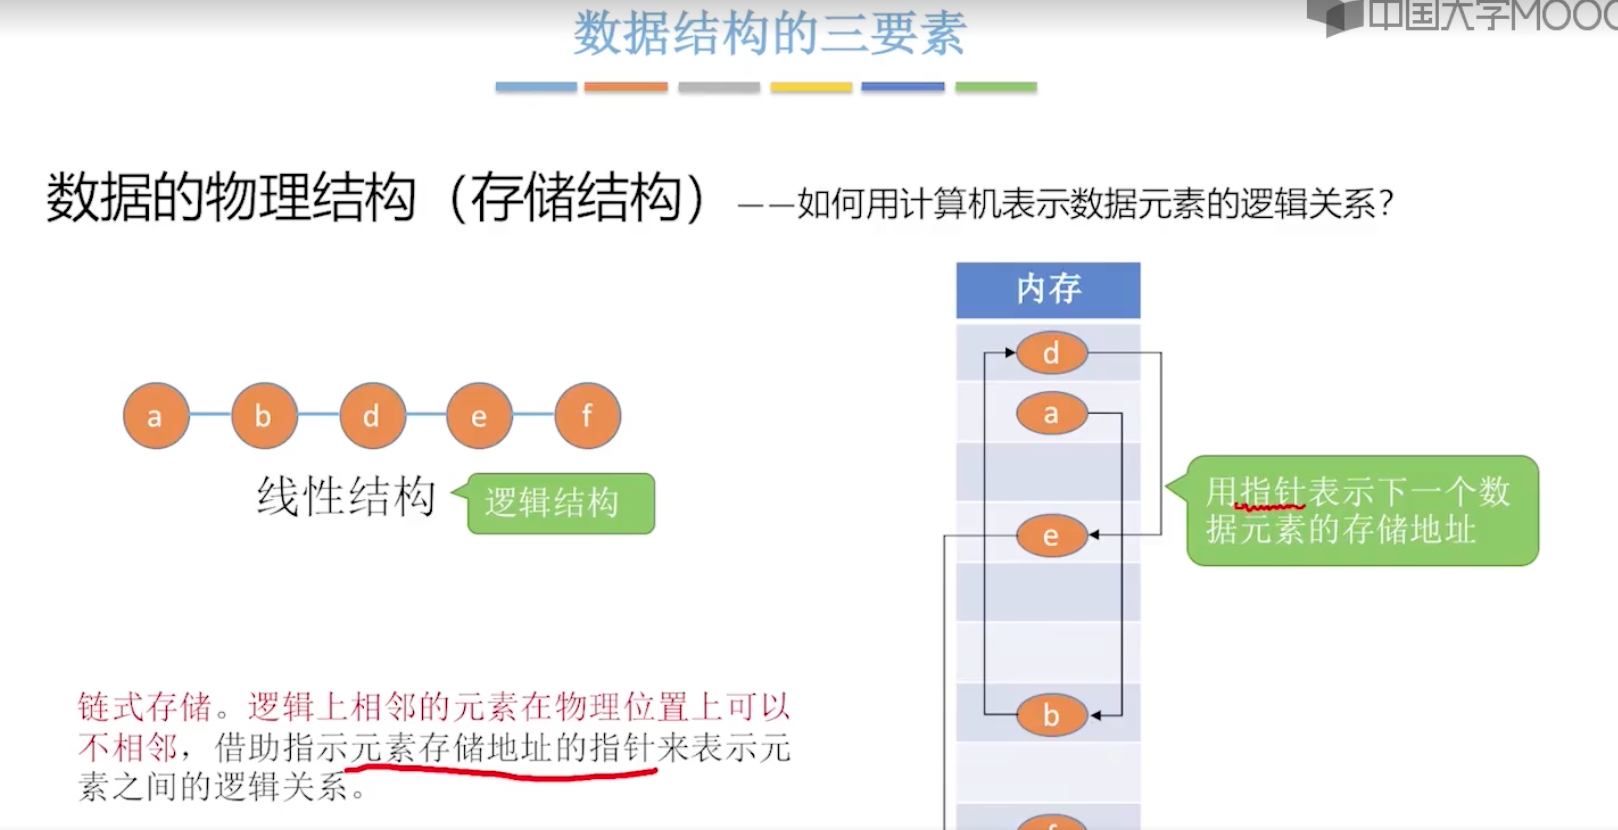 中国大学MOOC
数据结构的三要素
数据的物理结构（存储结构）——如何用计算机表示数据元素的逻辑关系？
内存
d
a
a b d e f
线性结构
逻辑结构
用指针表示下一个数
据元素的存储地址
e
b
链式存储。逻辑上相邻的元素在物理位置上可以
不相邻，借助指示元素存储地址的指针来表示元
素之间的逻辑关系。
f